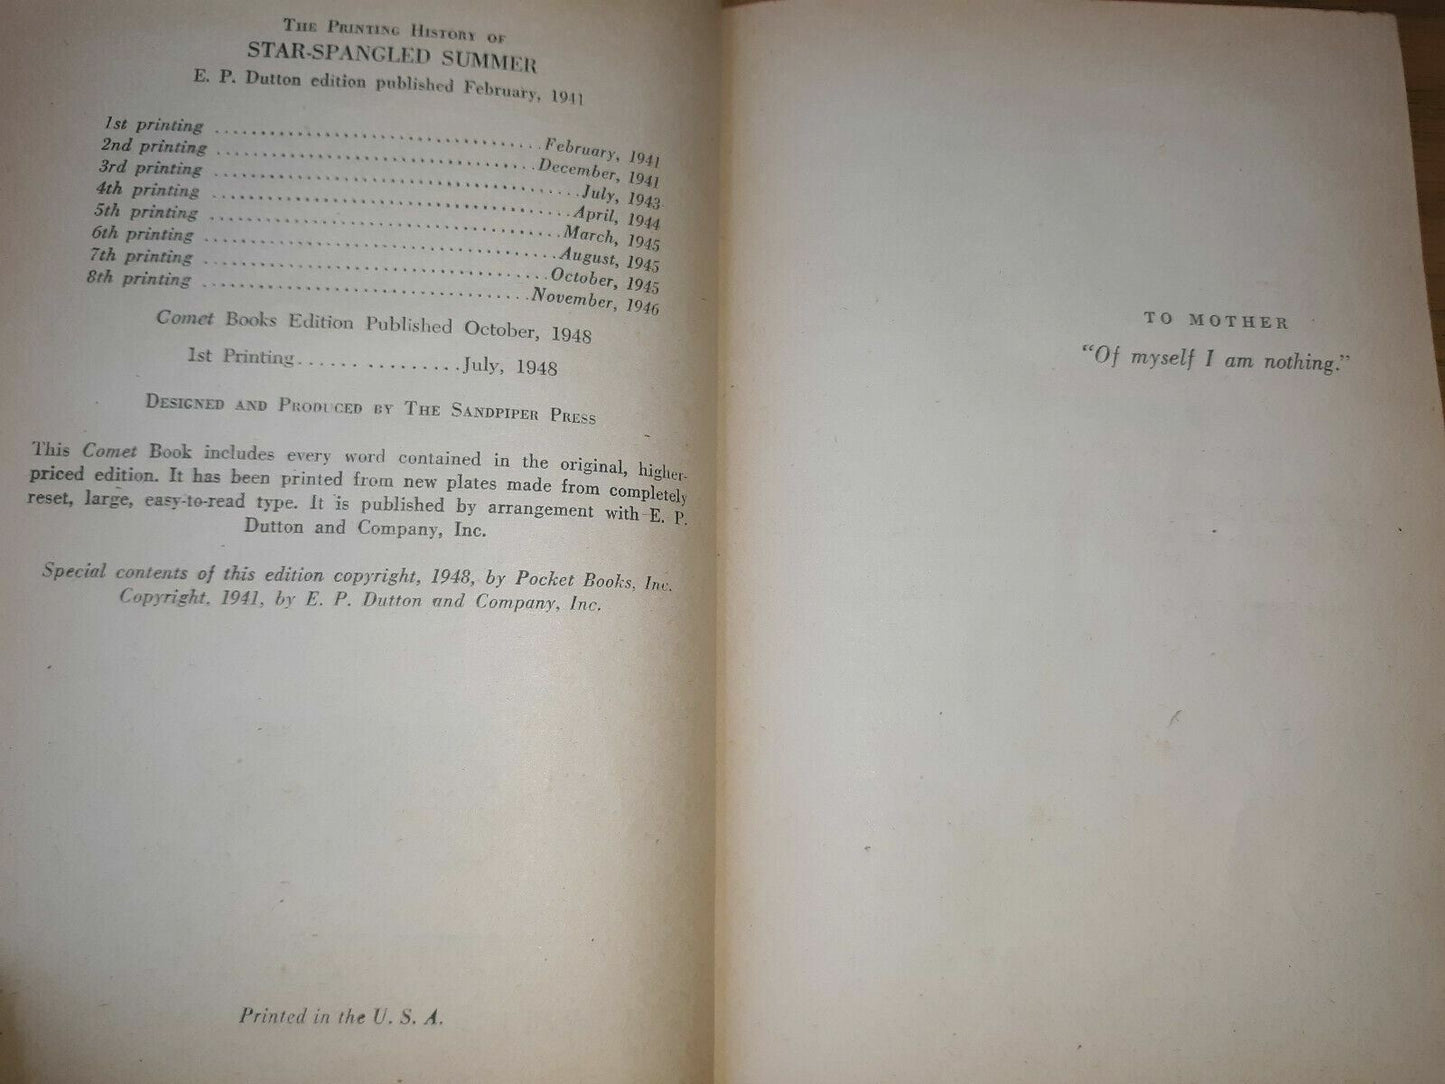 The Printing History of
STAR-SPANGLED SUMMER
E. P. Dutton edition published February, 1941
1st printing ................................... February, 1941
2nd printing ................................... December, 1941
3rd printing ................................... July, 1943
4th printing ................................... April, 1944
5th printing ................................... March, 1945
6th printing ................................... August, 1945
7th printing ................................... October, 1945
8th printing ................................... November, 1946
Comet Books Edition Published October, 1948
1st Printing.................July, 1948
Designed and Produced by The Sandpiper Press
This Comet Book includes every word contained in the original, higher-
priced edition. It has been printed from new plates made from completely
reset, large, easy-to-read type. It is published by arrangement with E. P.
Dutton and Company, Inc.
Special contents of this edition copyright, 1948, by Pocket Books, Inc.
Copyright, 1941, by E. P. Dutton and Company, Inc.
Printed in the U. S. A.
TO MOTHER
"Of myself I am nothing."